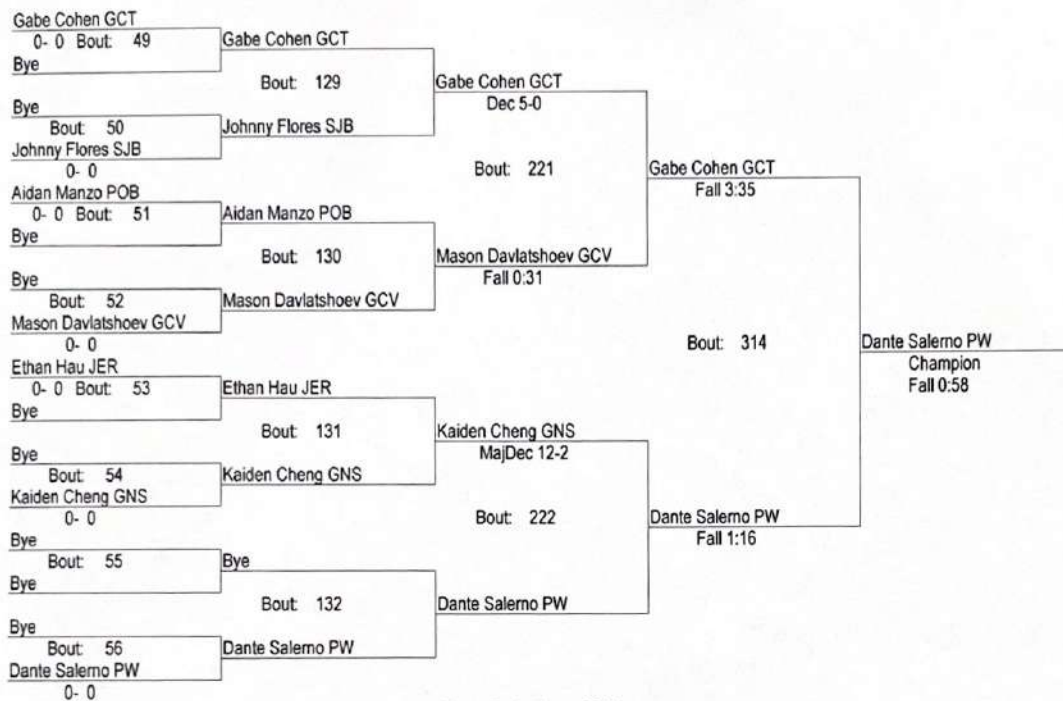 Gabe Cohen GCT
0- 0 Bout: 49
Bye
Bye
Bout: 50
Johnny Flores SJB
0- 0
Aidan Manzo POB
0- 0 Bout: 51
Bye
Bye
Bout: 52
Mason Davlatshoev GCV
0- 0
Ethan Hau JER
0- 0 Bout: 53
Bye
Bye
Bout: 54
Kaiden Cheng GNS
0- 0
Bye
Bout: 55
Bye
Bye
Bout: 56
Dante Salerno PW
0- 0
Gabe Cohen GCT
Bout: 129
Johnny Flores SJB
Aidan Manzo POB
Bout: 130
Mason Davlatshoev GCV
Ethan Hau JER
Bout: 131
Kaiden Cheng GNS
Bye
Bout: 132
Dante Salerno PW
Gabe Cohen GCT
Dec 5-0
Bout: 221
Mason Davlatshoev GCV
Fall 0:31
Kaiden Cheng GNS
MajDec 12-2
Bout: 222
Dante Salerno PW
Gabe Cohen GCT
Fall 3:35
Bout: 314
Dante Salerno PW
Fall 1:16
Dante Salerno PW
Champion
Fall 0:58